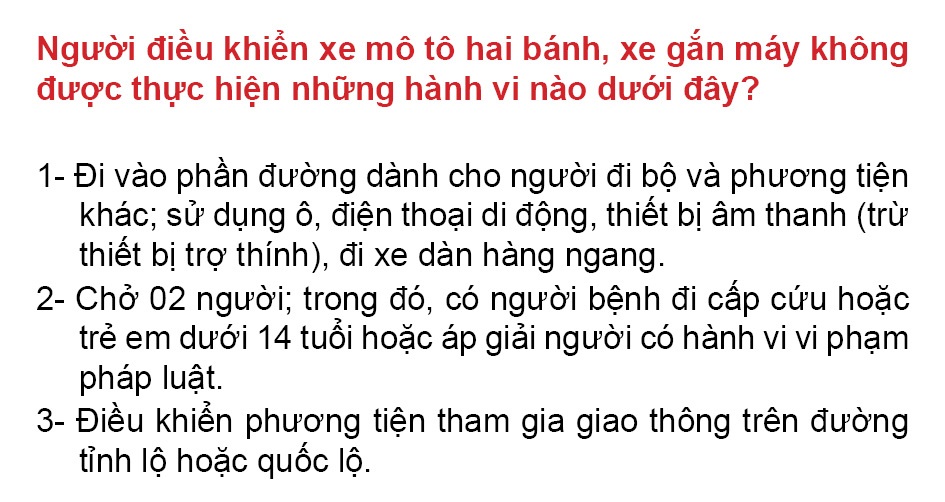 Người điều khiển xe mô tô hai bánh, xe gắn máy không
được thực hiện những hành vi nào dưới đây?
1- Đi vào phần đường dành cho người đi bộ và phương tiện
khác; sử dụng ô, điện thoại di động, thiết bị âm thanh (trừ
thiết bị trợ thính), đi xe dàn hàng ngang.
2- Chở 02 người; trong đó, có người bệnh đi cấp cứu hoặc
trẻ em dưới 14 tuổi hoặc áp giải người có hành vi vi phạm
pháp luật.
3- Điều khiển phương tiện tham gia giao thông trên đường
tỉnh lộ hoặc quốc lộ.